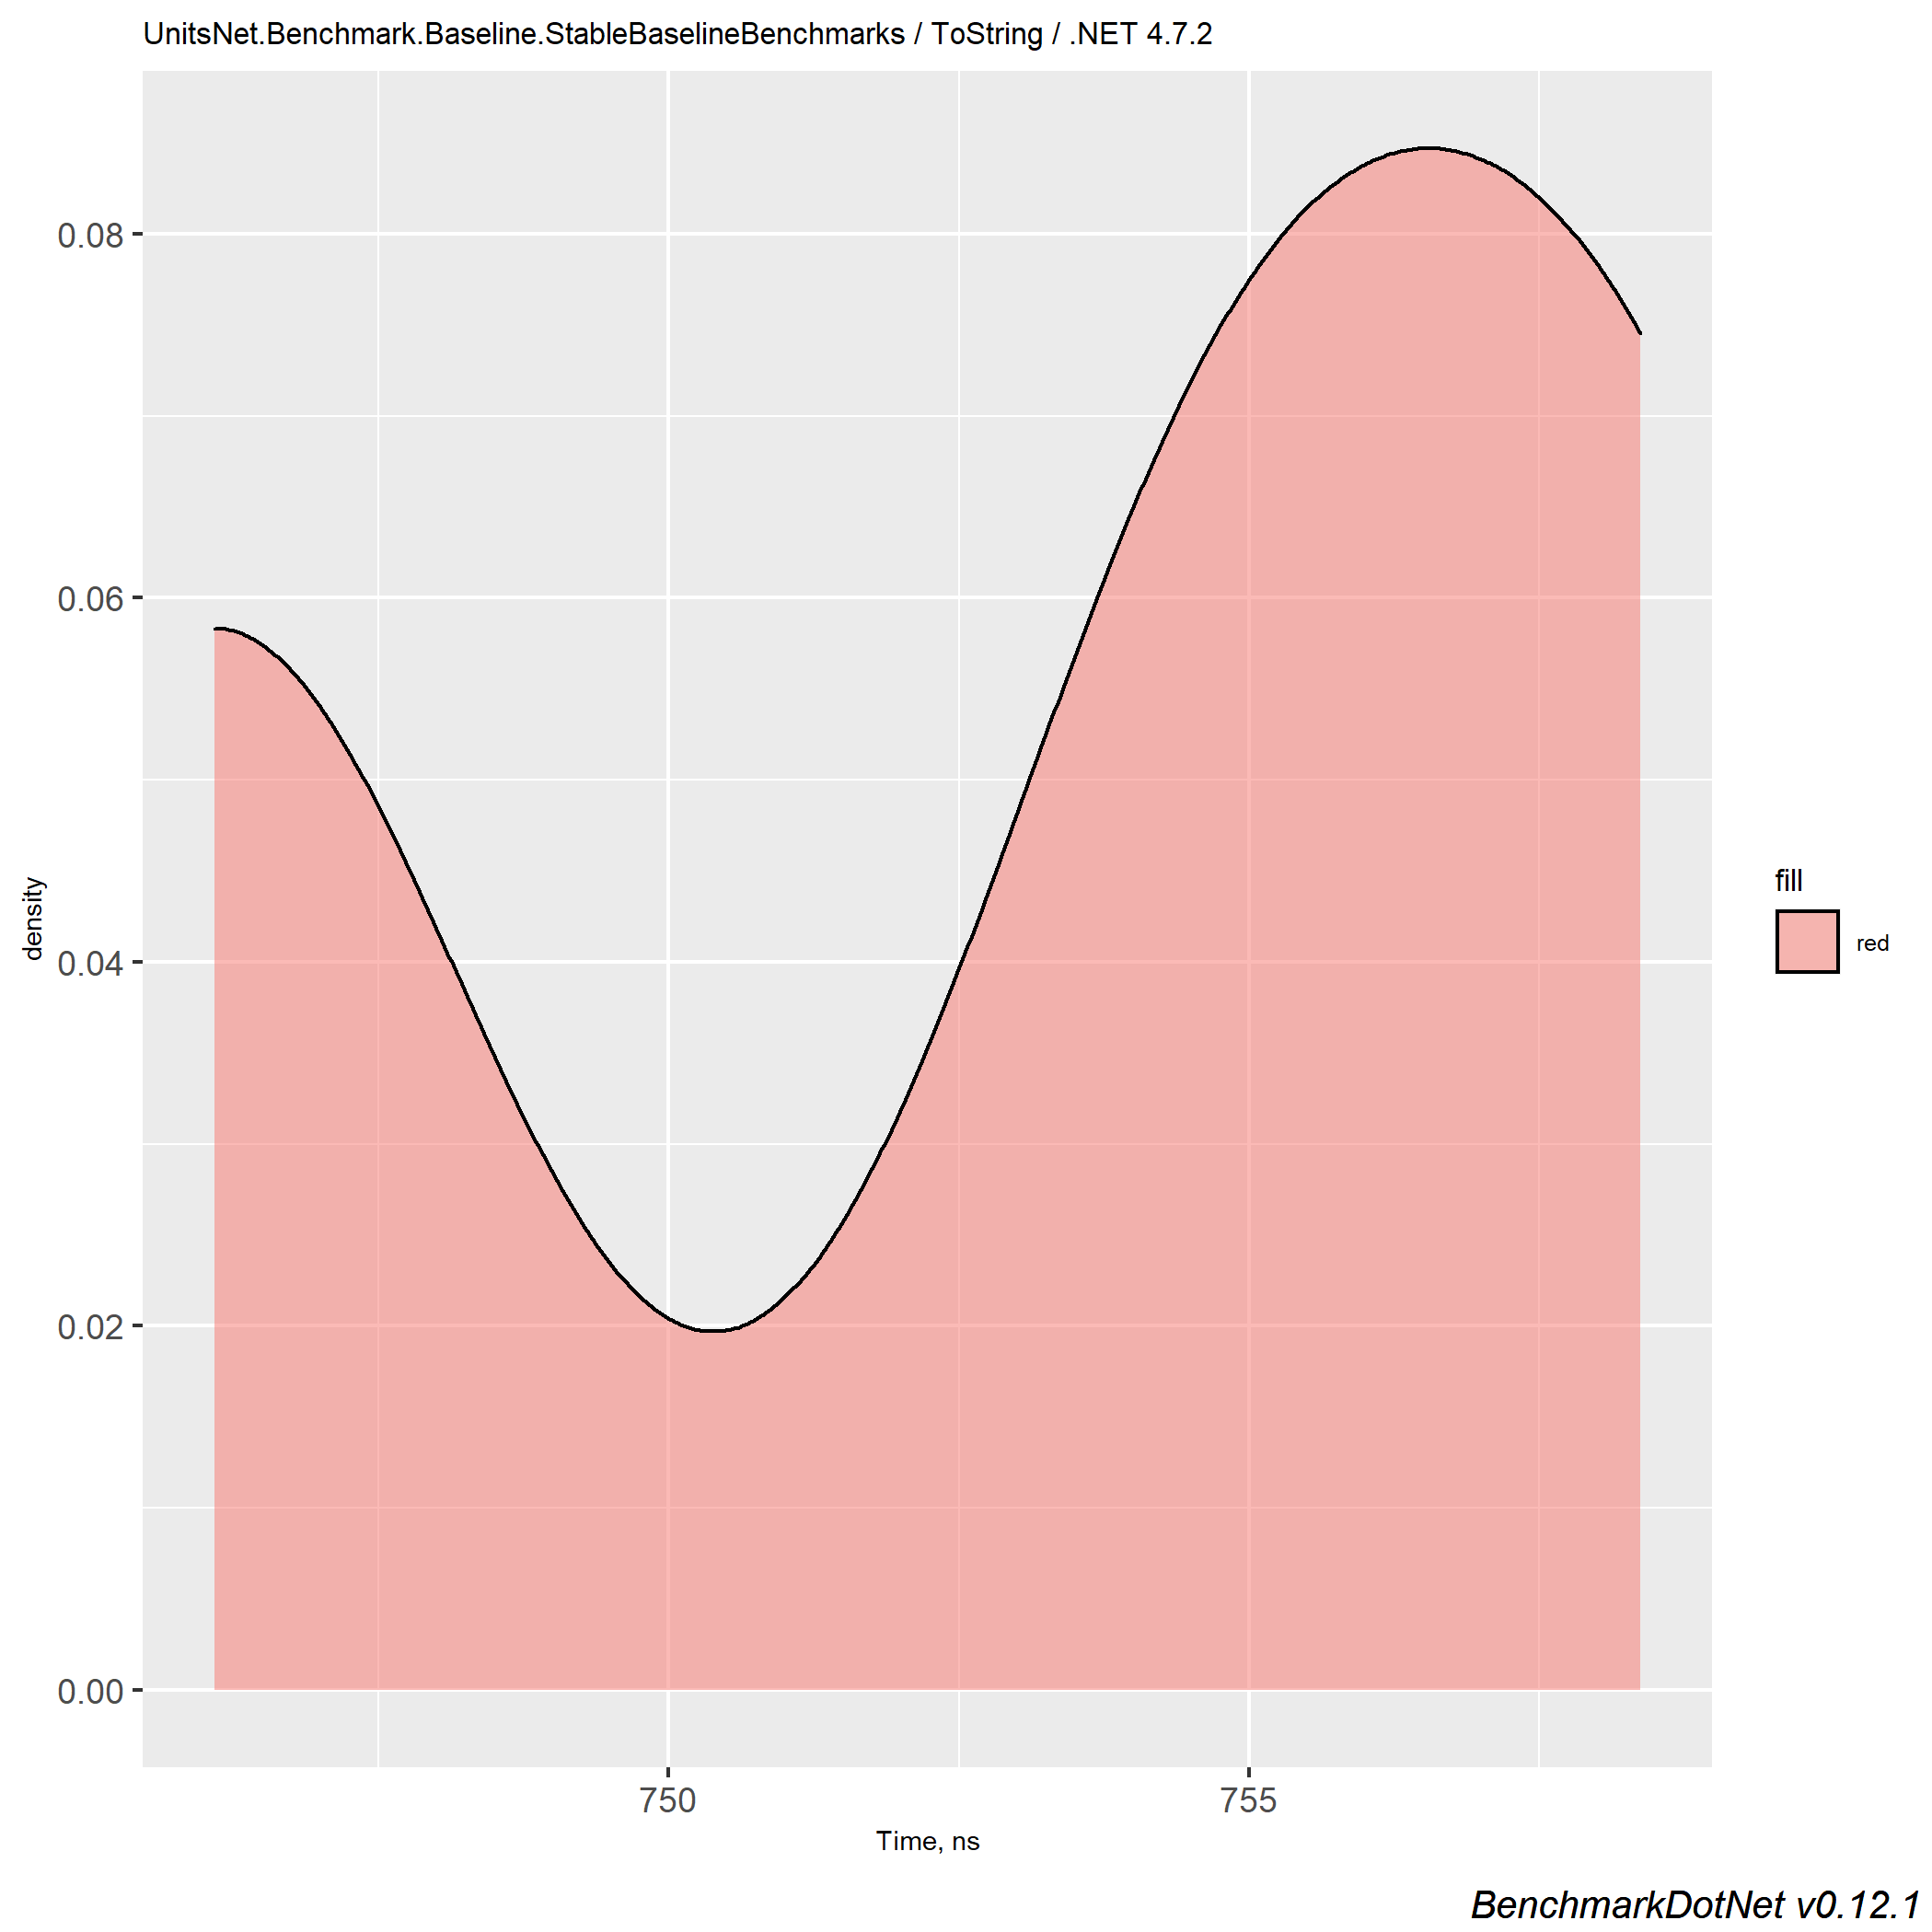 UnitsNet.Benchmark.Baseline.StableBaselineBenchmarks / ToString / .NET 4.7.2
0.08
0.06
0.04
0.02
0.00
density
750 755
Time, ns
fill
red
BenchmarkDotNet v0.12.1